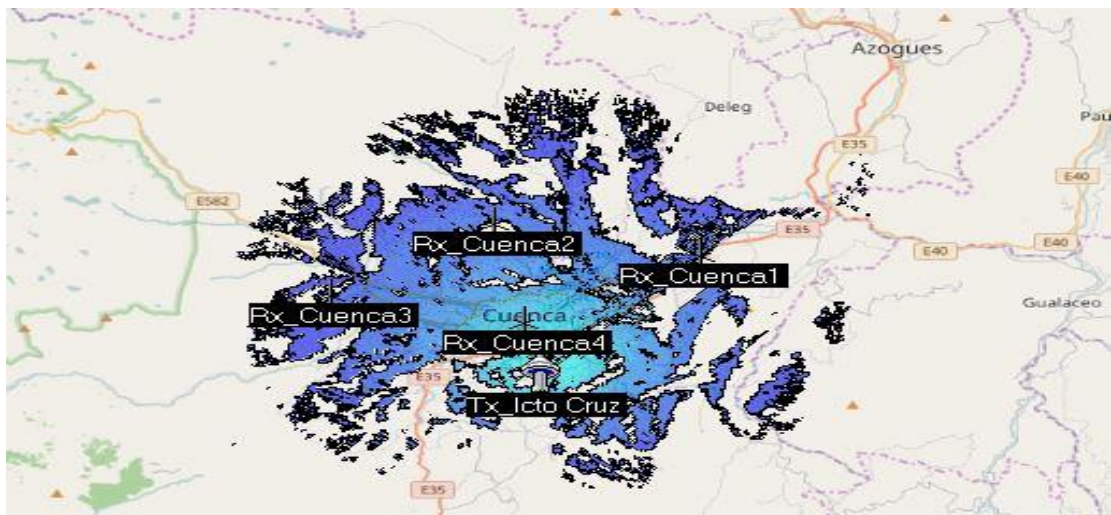 Azogues
Deleg
Pau
E35
E40
E582
E35
Rx_Cuenca2
E40
E40
Rx_Cuenca1
Gualaceo
Rx_Cuenca3
Cuenca
Rx_Cuenca4
E35
Tx_Icto Cruz
E35